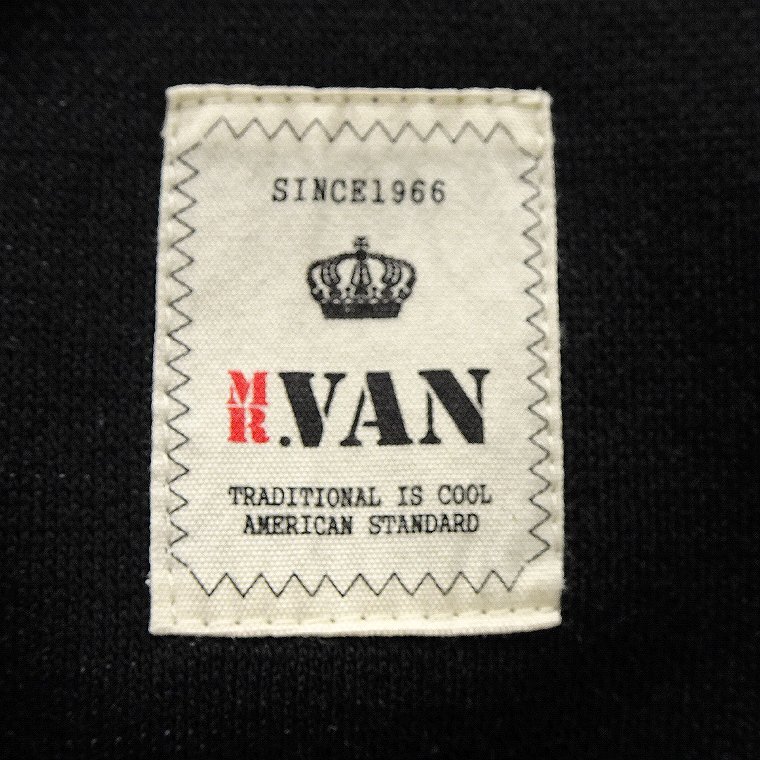 SINCE1966
MR.VAN
TRADITIONAL IS COOL
AMERICAN STANDARD